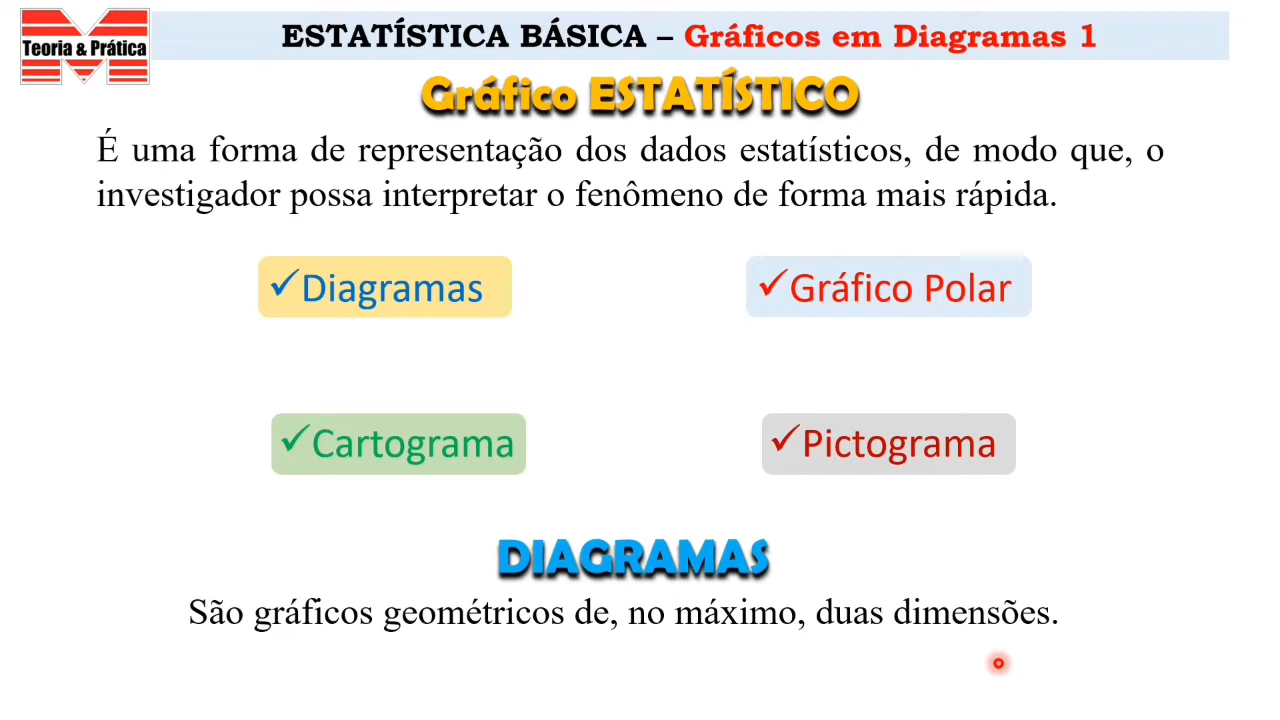 Teoria & Prática
ESTATÍSTICA BÁSICA – Gráficos em Diagramas 1
Gráfico ESTATÍSTICO
É uma forma de representação dos dados estatísticos, de modo que, o
investigador possa interpretar o fenômeno de forma mais rápida.
✓Diagramas
✓Gráfico Polar
✓Cartograma
✓Pictograma
DIAGRAMAS
São gráficos geométricos de, no máximo, duas dimensões.